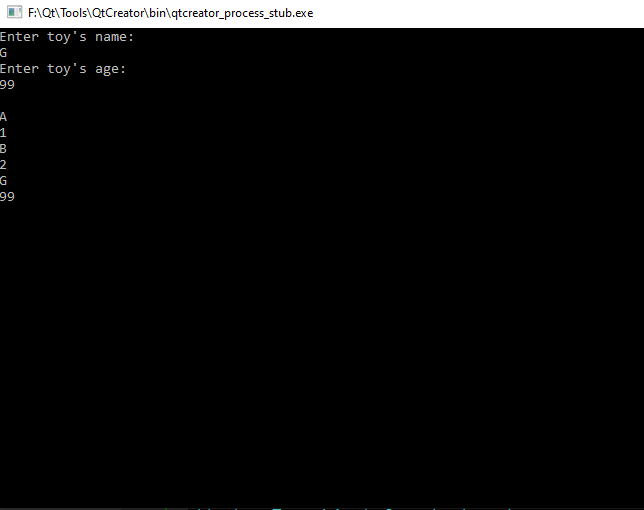 F:\Qt\Tools\QtCreator\bin\qtcreator_process_stub.exe
Enter toy's name:
G
Enter toy's age:
99
A
1
B
2
G
99